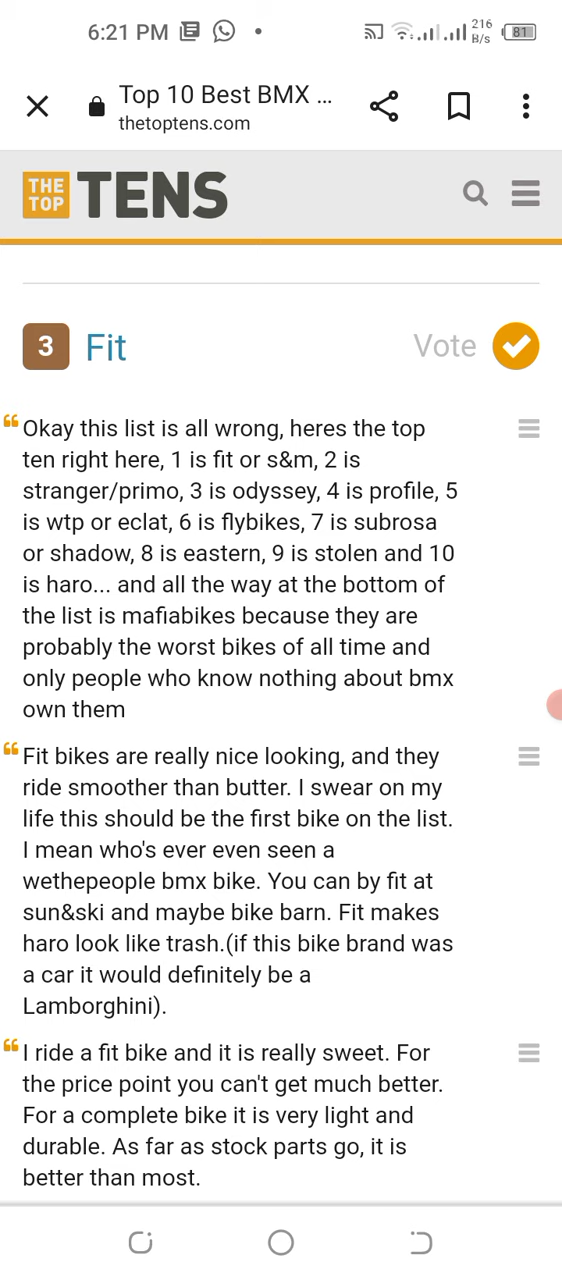 6:21 PM
216 B/s
81
Top 10 Best BMX ...
thetoptens.com
THE TOP TENS
3 Fit Vote
“Okay this list is all wrong, heres the top
ten right here, 1 is fit or s&m, 2 is
stranger/primo, 3 is odyssey, 4 is profile, 5
is wtp or eclat, 6 is flybikes, 7 is subrosa
or shadow, 8 is eastern, 9 is stolen and 10
is haro... and all the way at the bottom of
the list is mafiabikes because they are
probably the worst bikes of all time and
only people who know nothing about bmx
own them
“Fit bikes are really nice looking, and they
ride smoother than butter. I swear on my
life this should be the first bike on the list.
I mean who's ever even seen a
wethepeople bmx bike. You can by fit at
sun&ski and maybe bike barn. Fit makes
haro look like trash.(if this bike brand was
a car it would definitely be a
Lamborghini).
“I ride a fit bike and it is really sweet. For
the price point you can't get much better.
For a complete bike it is very light and
durable. As far as stock parts go, it is
better than most.